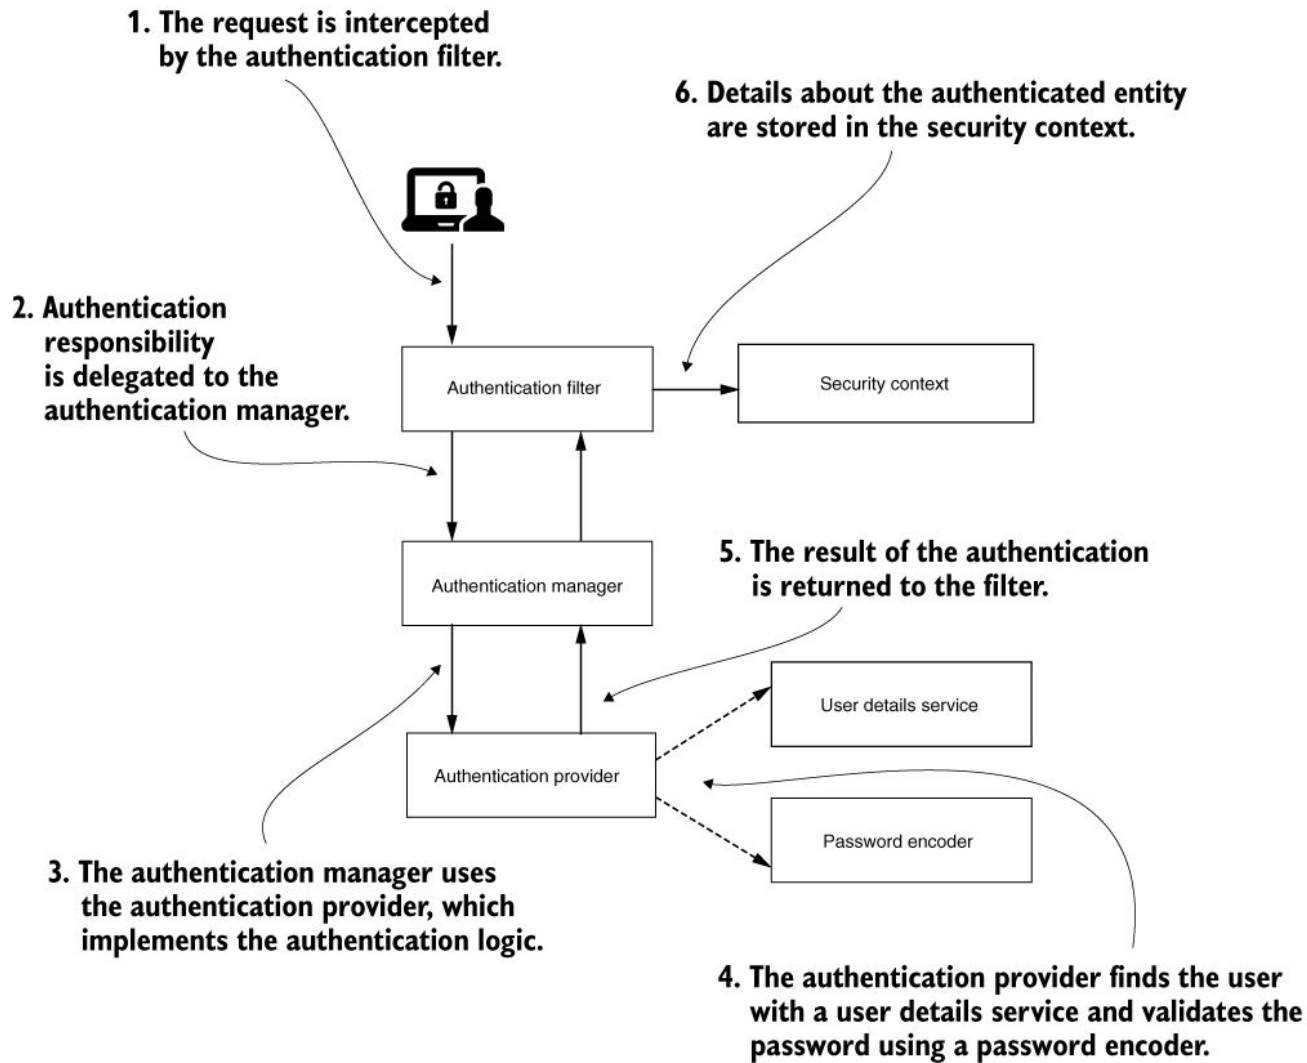 1. The request is intercepted
by the authentication filter.
6. Details about the authenticated entity
are stored in the security context.
2. Authentication
responsibility
is delegated to the
authentication manager.
Authentication filter
Security context
5. The result of the authentication
is returned to the filter.
Authentication manager
User details service
Authentication provider
Password encoder
3. The authentication manager uses
the authentication provider, which
implements the authentication logic.
4. The authentication provider finds the user
with a user details service and validates the
password using a password encoder.